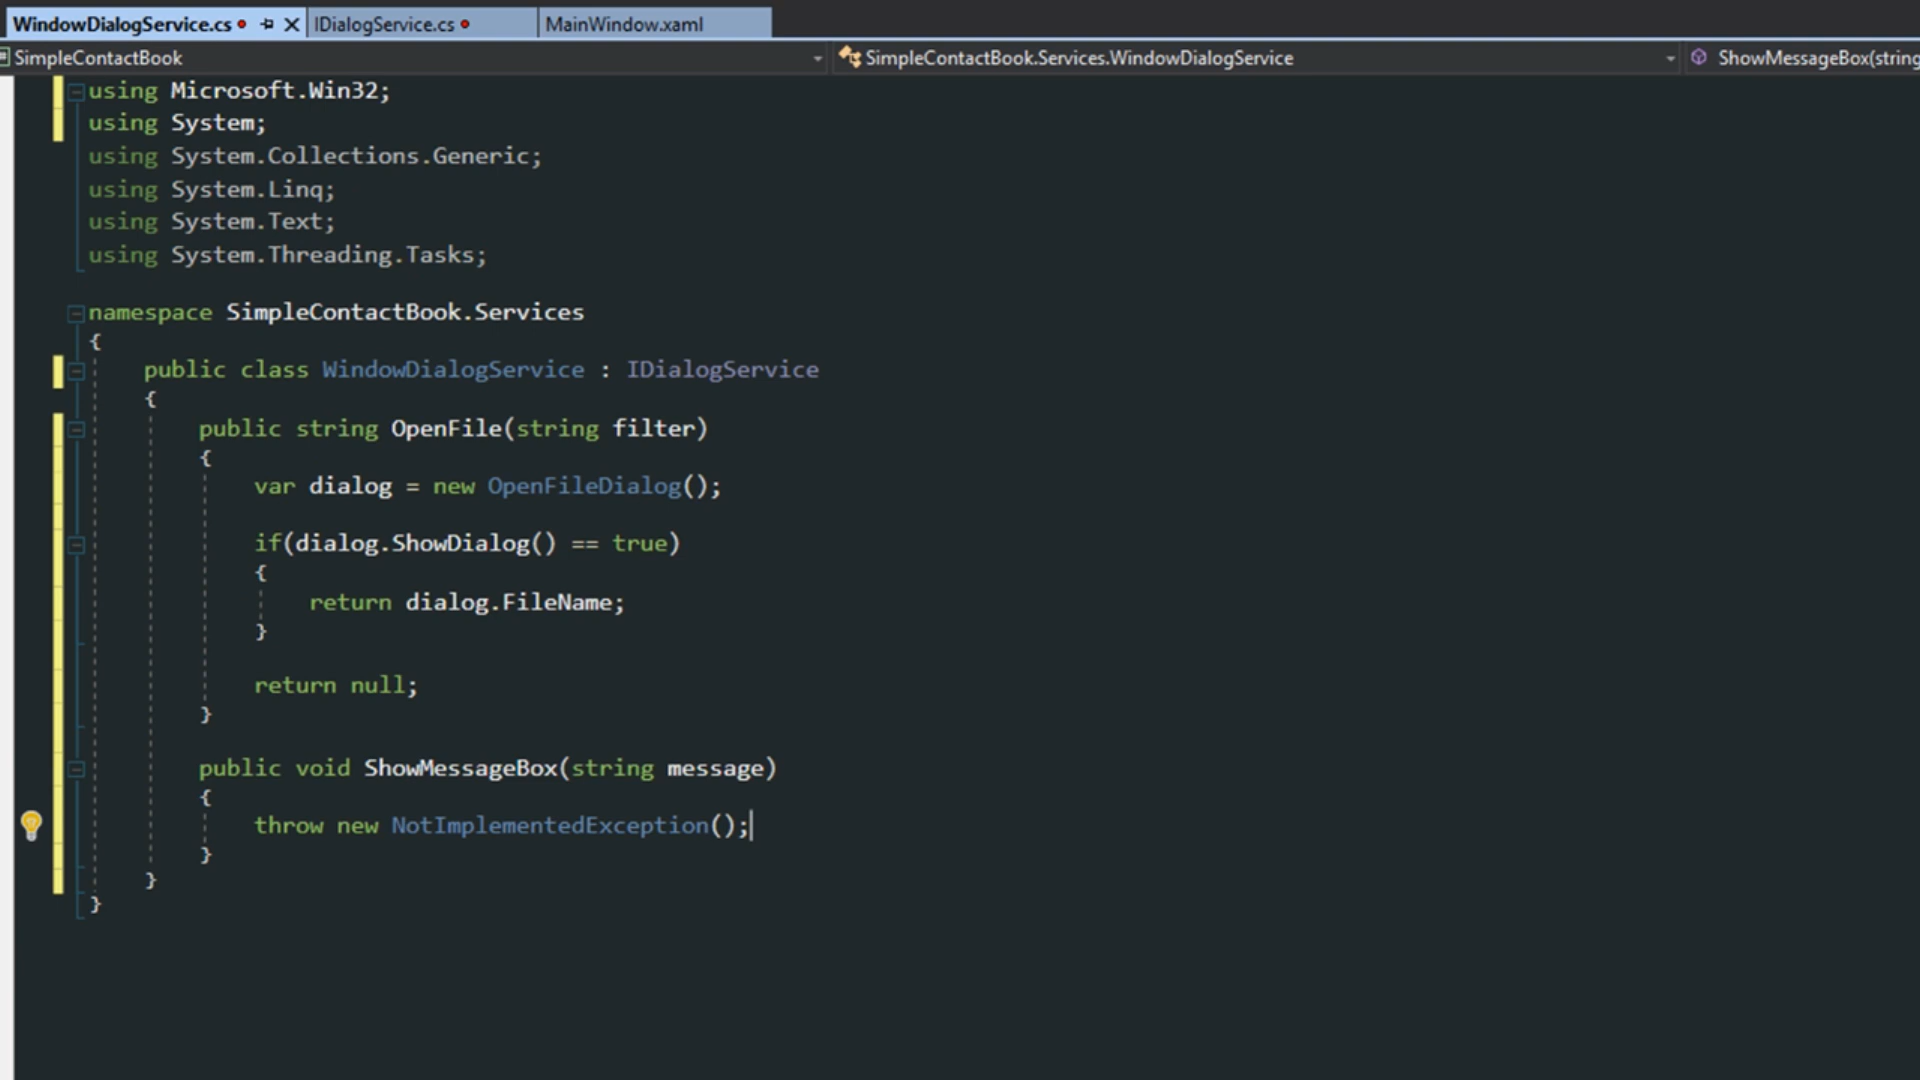 WindowDialogService.cs IDialogService.cs MainWindow.xaml
SimpleContactBook SimpleContactBook.Services.WindowDialogService ShowMessageBox(string
using Microsoft.Win32;
using System;
using System.Collections.Generic;
using System.Linq;
using System.Text;
using System.Threading.Tasks;
namespace SimpleContactBook.Services
{
public class WindowDialogService : IDialogService
{
public string OpenFile(string filter)
{
var dialog = new OpenFileDialog();
if(dialog.ShowDialog() == true)
{
return dialog.FileName;
}
return null;
}
public void ShowMessageBox(string message)
{
throw new NotImplementedException();
}
}
}